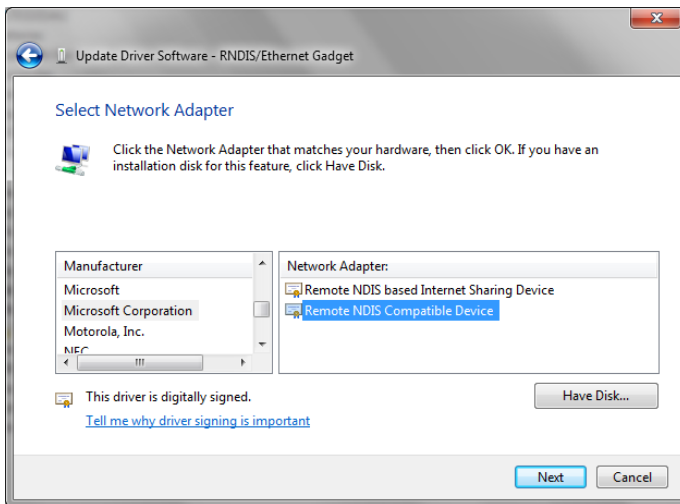 Update Driver Software - RNDIS/Ethernet Gadget
Select Network Adapter
Click the Network Adapter that matches your hardware, then click OK. If you have an
installation disk for this feature, click Have Disk.
Manufacturer
Microsoft
Microsoft Corporation
Motorola, Inc.
NEC
Network Adapter:
Remote NDIS based Internet Sharing Device
Remote NDIS Compatible Device
This driver is digitally signed.
Tell me why driver signing is important
Have Disk...
Next
Cancel